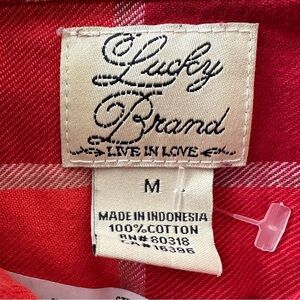 Lucky
Brand
LIVE IN LOVE
M
MADE IN INDONESIA
100% COTTON
RN# 80318
CA# 16396